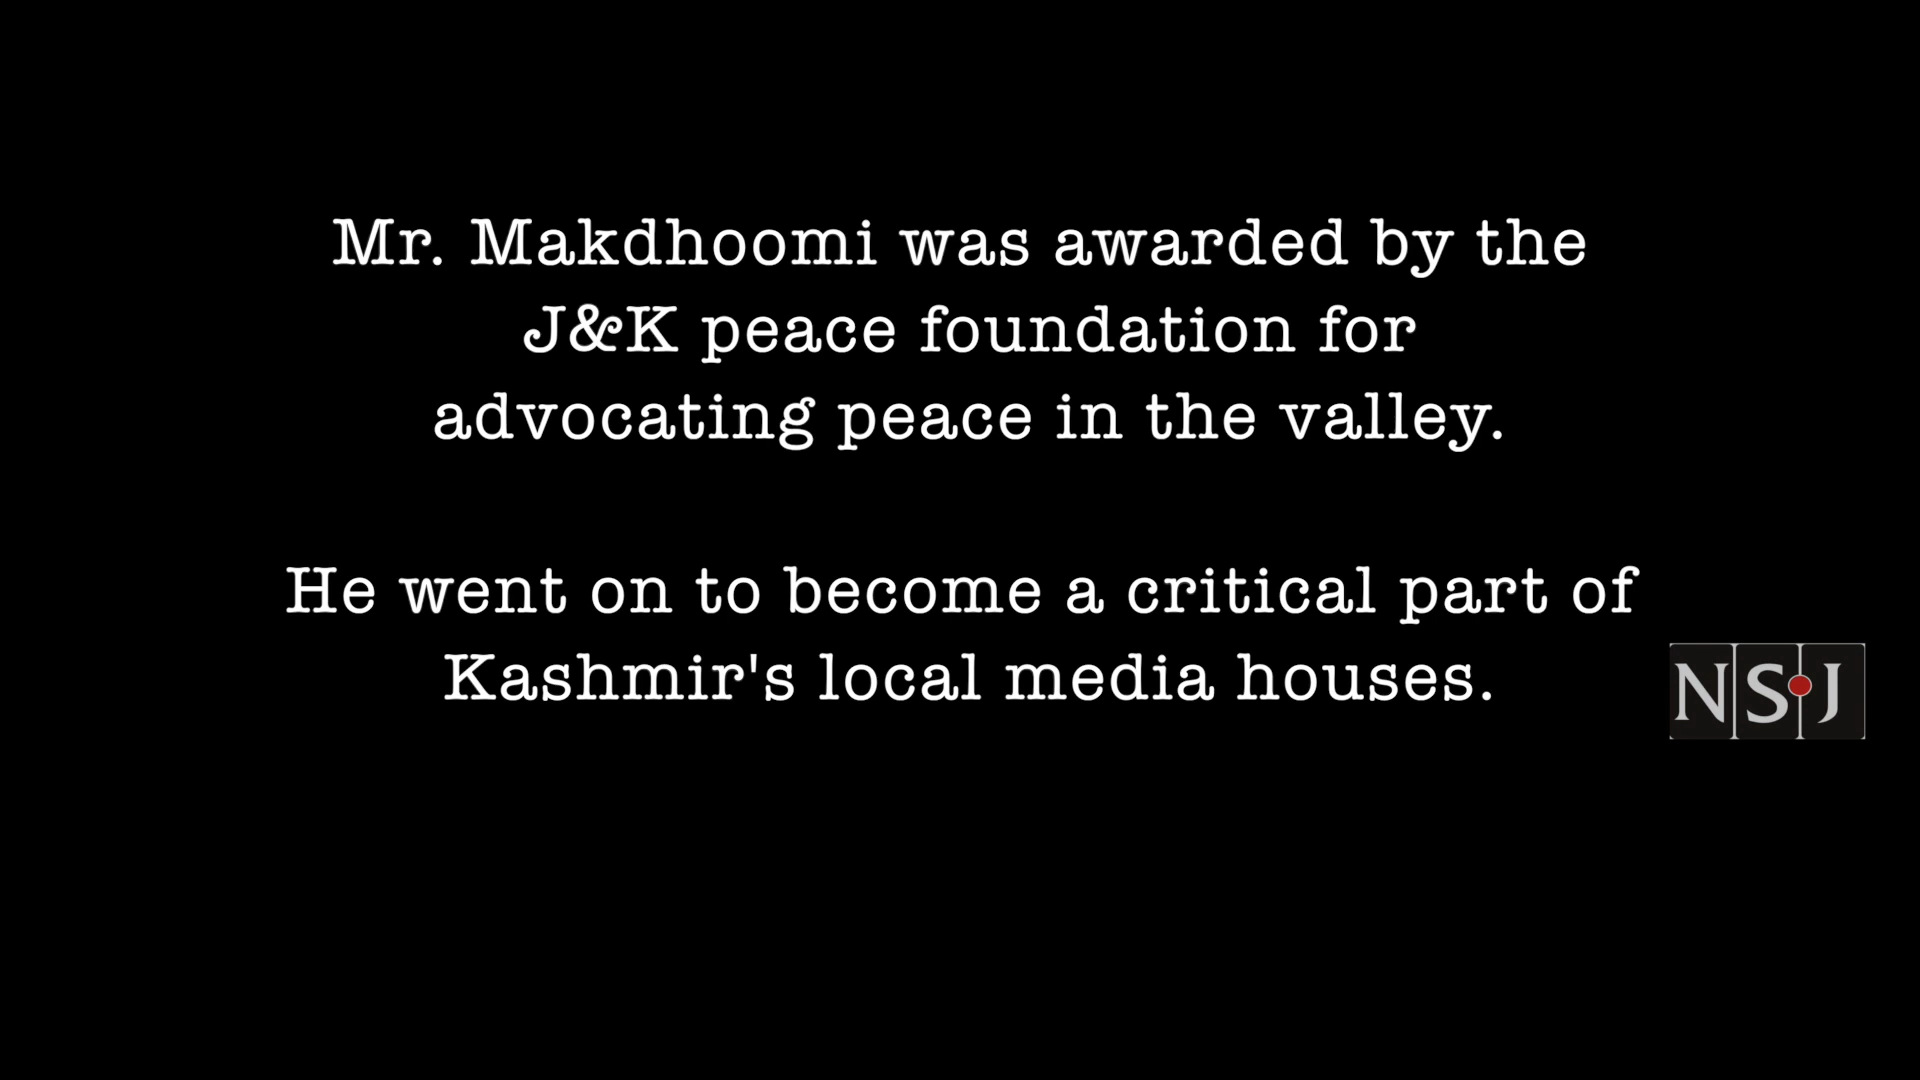 Mr. Makdhoomi was awarded by the
J&K peace foundation for
advocating peace in the valley.
He went on to become a critical part of
Kashmir's local media houses.
NSJ